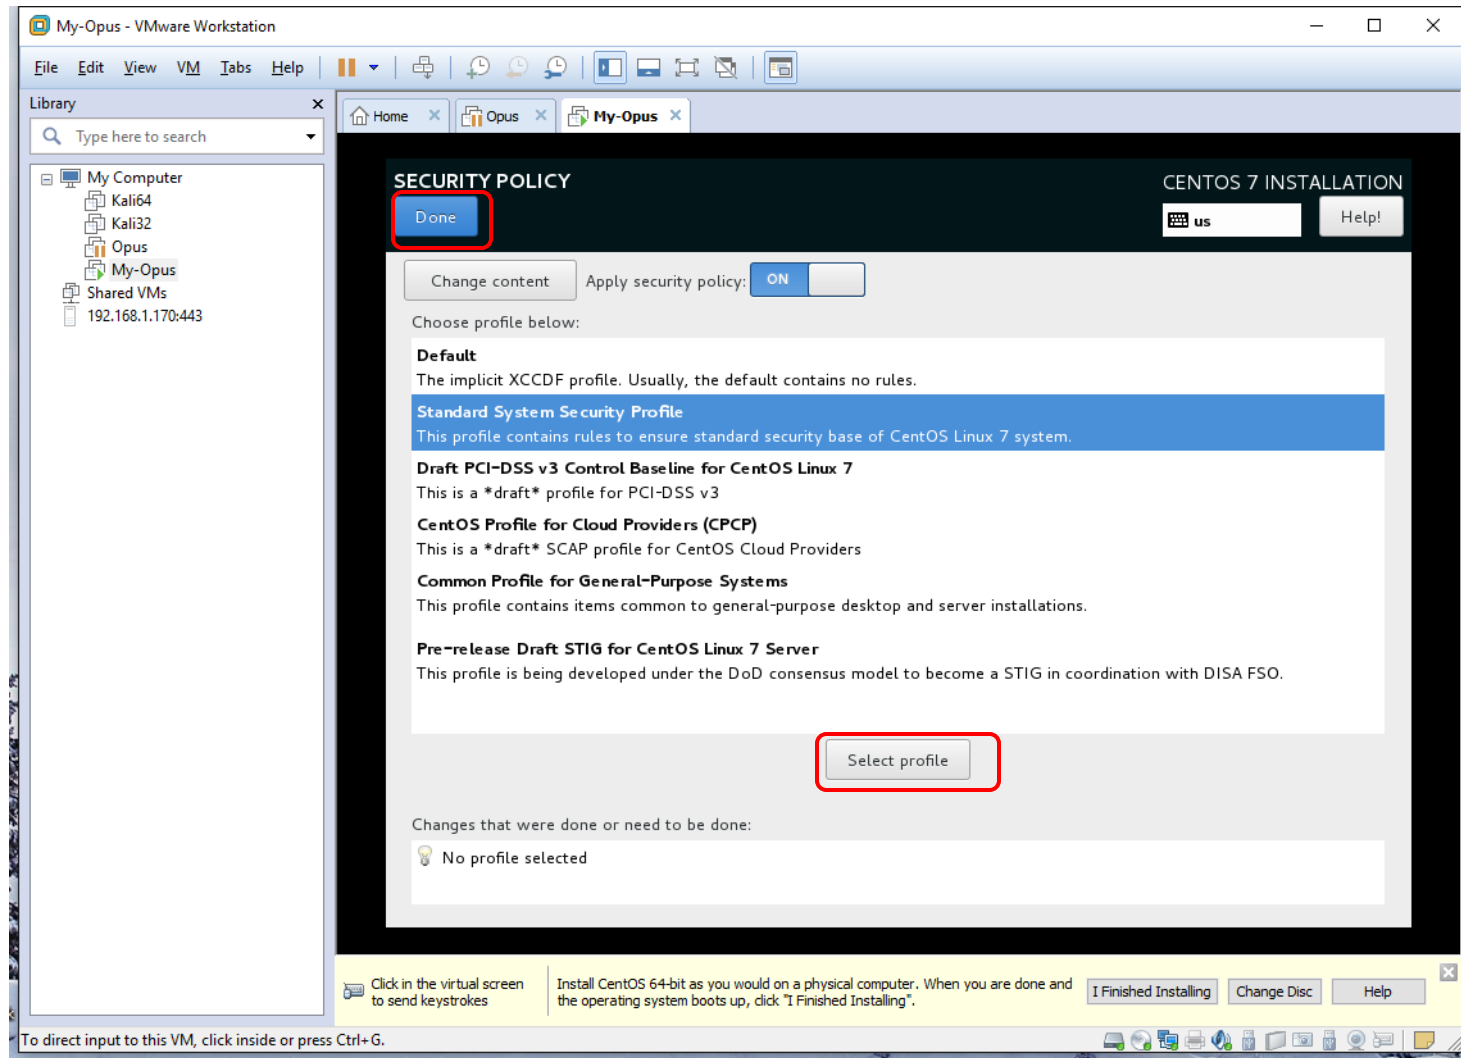 My-Opus - VMware Workstation
File Edit View VM Tabs Help
Library
Type here to search
My Computer
Kali64
Kali32
Opus
My-Opus
Shared VMs
192.168.1.170:443
Home
Opus
My-Opus
SECURITY POLICY
CENTOS 7 INSTALLATION
Done
us
Help!
Change content
Apply security policy:
ON
Choose profile below:
Default
The implicit XCCDF profile. Usually, the default contains no rules.
Standard System Security Profile
This profile contains rules to ensure standard security base of CentOS Linux 7 system.
Draft PCI-DSS v3 Control Baseline for CentOS Linux 7
This is a *draft* profile for PCI-DSS v3
CentOS Profile for Cloud Providers (CPCP)
This is a *draft* SCAP profile for CentOS Cloud Providers
Common Profile for General-Purpose Systems
This profile contains items common to general-purpose desktop and server installations.
Pre-release Draft STIG for CentOS Linux 7 Server
This profile is being developed under the DoD consensus model to become a STIG in coordination with DISA FSO.
Select profile
Changes that were done or need to be done:
No profile selected
Click in the virtual screen
to send keystrokes
Install CentOS 64-bit as you would on a physical computer. When you are done and
the operating system boots up, click "I Finished Installing".
I Finished Installing
Change Disc
Help
To direct input to this VM, click inside or press Ctrl+G.